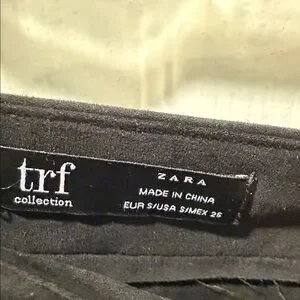 trf
collection
ZARA
MADE IN CHINA
EUR S/USA S/MEX 26